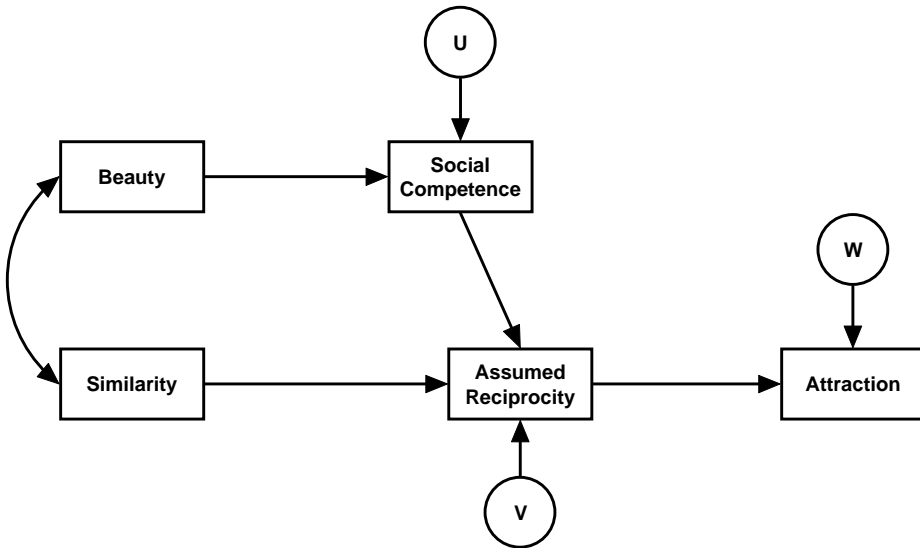 U
Beauty
Social
Competence
W
Similarity
Assumed
Reciprocity
Attraction
V